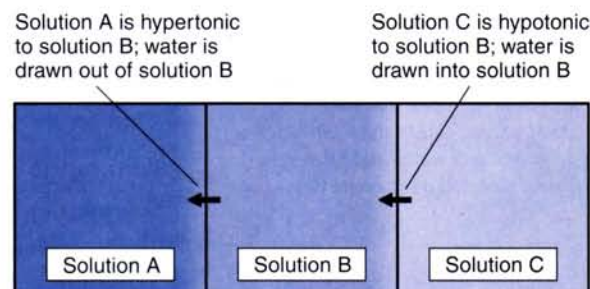 Solution A is hypertonic
to solution B; water is
drawn out of solution B
Solution C is hypotonic
to solution B; water is
drawn into solution B
Solution A
Solution B
Solution C